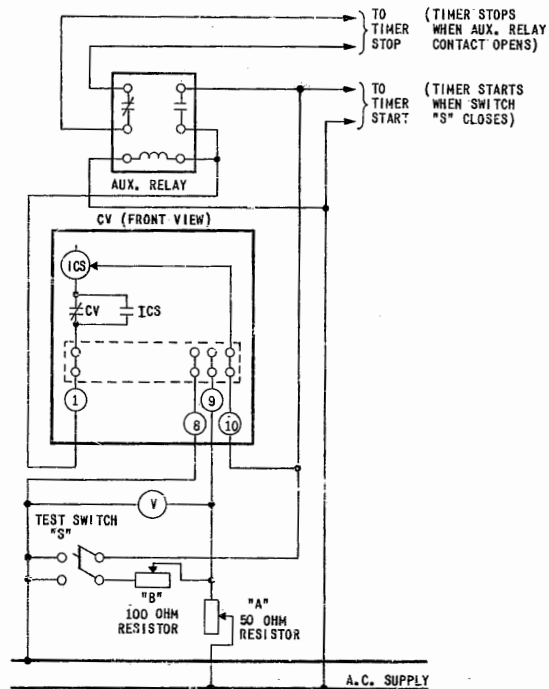 TO (TIMER STOPS
TIMER WHEN AUX. RELAY
STOP CONTACT OPENS)
TO (TIMER STARTS
TIMER WHEN SWITCH
START "S" CLOSES)
AUX. RELAY
CV (FRONT VIEW)
ICS
CV ICS
1 8 9 10
V
TEST SWITCH
"S"
"B"
100 OHM
RESISTOR
"A"
50 OHM
RESISTOR
A.C. SUPPLY